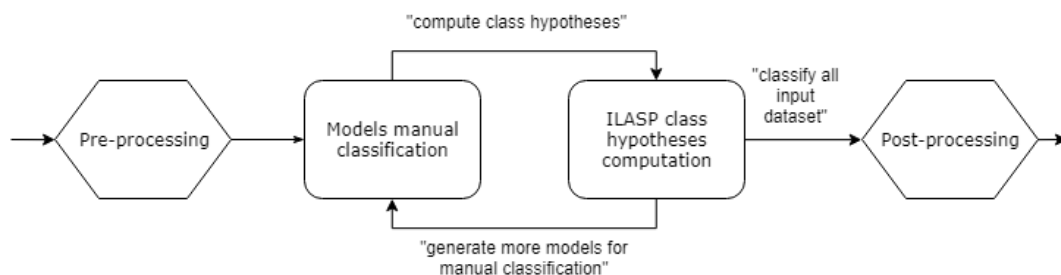 "compute class hypotheses"
Pre-processing
Models manual
classification
ILASP class
hypotheses
computation
"classify all
input
dataset"
Post-processing
"generate more models for
manual classification"